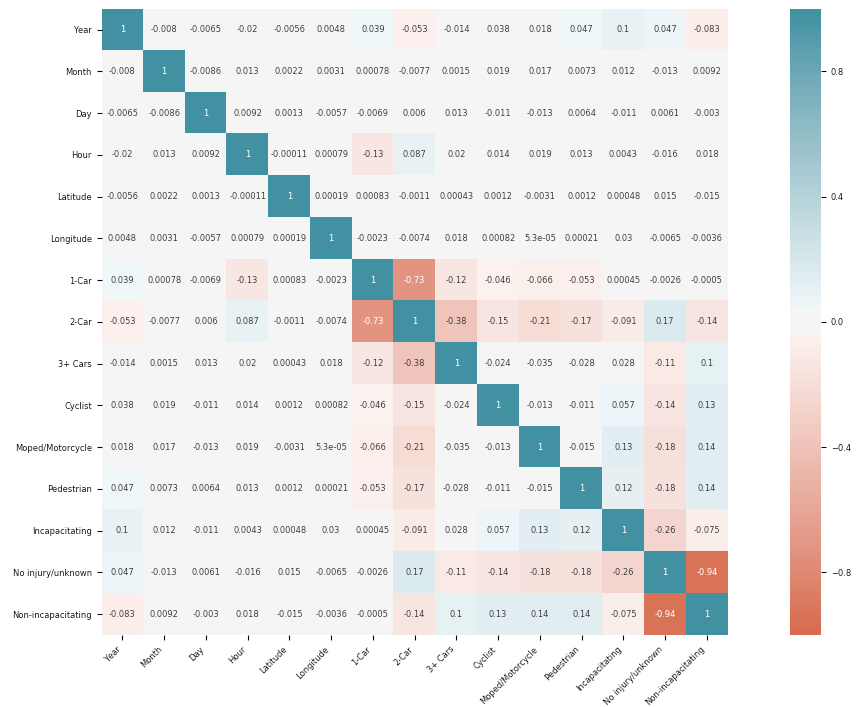 Year 1 -0.008 -0.0065 -0.02 -0.0056 0.0048 0.039 -0.053 -0.014 0.038 0.018 0.047 0.1 0.047 -0.083
Month -0.008 1 -0.0086 0.013 0.0022 0.0031 0.00078 -0.0077 0.0015 0.019 0.017 0.0073 0.012 -0.013 0.0092
0.8
Day -0.0065 -0.0086 1 0.0092 0.0013 -0.0057 -0.0069 0.006 0.013 -0.011 -0.013 0.0064 -0.011 0.0061 -0.003
Hour -0.02 0.013 0.0092 1 -0.00011 0.00079 -0.13 0.087 0.02 0.014 0.019 0.013 0.0043 -0.016 0.018
Latitude -0.0056 0.0022 0.0013 -0.00011 1 0.00019 0.00083 -0.0011 0.00043 0.0012 -0.0031 0.0012 0.00048 0.015 -0.015
0.4
Longitude 0.0048 0.0031 -0.0057 0.00079 0.00019 1 -0.0023 -0.0074 0.018 0.00082 5.3e-05 0.00021 0.03 -0.0065 -0.0036
1-Car 0.039 0.00078 -0.0069 -0.13 0.00083 -0.0023 1 -0.73 -0.12 -0.046 -0.066 -0.053 0.00045 -0.0026 -0.0005
2-Car -0.053 -0.0077 0.006 0.087 -0.0011 -0.0074 -0.73 1 -0.38 -0.15 -0.21 -0.17 -0.091 0.17 -0.14
0.0
3+ Cars -0.014 0.0015 0.013 0.02 0.00043 0.018 -0.12 -0.38 1 -0.024 -0.035 -0.028 0.028 -0.11 0.1
Cyclist 0.038 0.019 -0.011 0.014 0.0012 0.00082 -0.046 -0.15 -0.024 1 -0.013 -0.011 0.057 -0.14 0.13
Moped/Motorcycle 0.018 0.017 -0.013 0.019 -0.0031 5.3e-05 -0.066 -0.21 -0.035 -0.013 1 -0.015 0.13 -0.18 0.14
−0.4
Pedestrian 0.047 0.0073 0.0064 0.013 0.0012 0.00021 -0.053 -0.17 -0.028 -0.011 -0.015 1 0.12 -0.18 0.14
Incapacitating 0.1 0.012 -0.011 0.0043 0.00048 0.03 0.00045 -0.091 0.028 0.057 0.13 0.12 1 -0.26 -0.075
No injury/unknown 0.047 -0.013 0.0061 -0.016 0.015 -0.0065 -0.0026 0.17 -0.11 -0.14 -0.18 -0.18 -0.26 1 -0.94
−0.8
Non-incapacitating -0.083 0.0092 -0.003 0.018 -0.015 -0.0036 -0.0005 -0.14 0.1 0.13 0.14 0.14 -0.075 -0.94 1
Year
Month
Day
Hour
Latitude
Longitude
1-Car
2-Car
3+ Cars
Cyclist
Moped/Motorcycle
Pedestrian
Incapacitating
No injury/unknown
Non-incapacitating